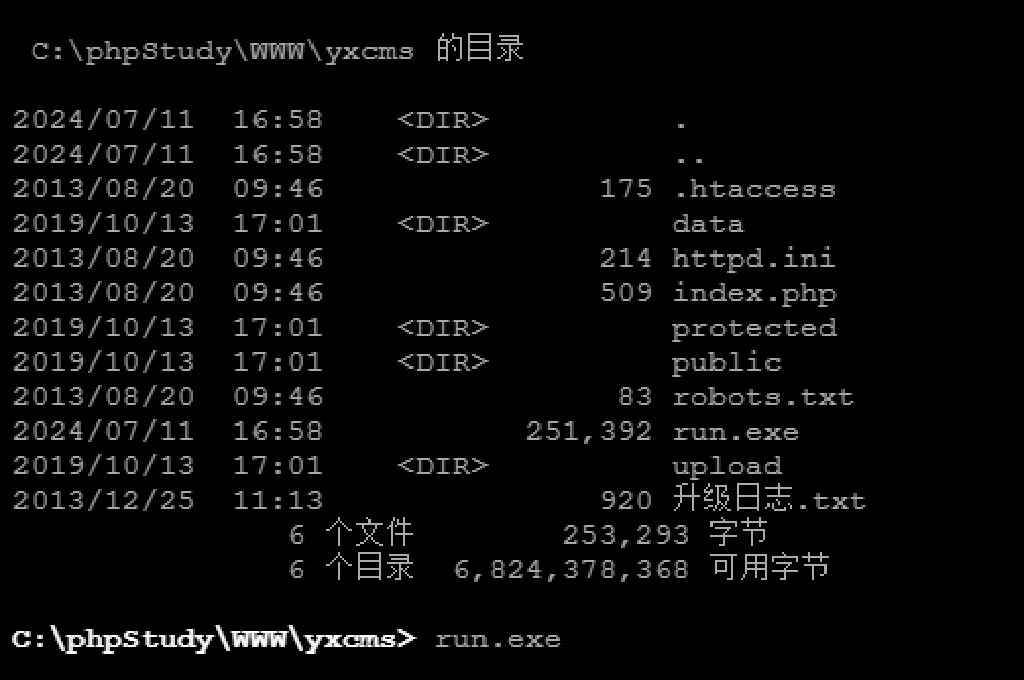 C:\phpStudy\WWW\yxcms 的目录
2024/07/11  16:58    <DIR>          .
2024/07/11  16:58    <DIR>          ..
2013/08/20  09:46               175 .htaccess
2019/10/13  17:01    <DIR>          data
2013/08/20  09:46               214 httpd.ini
2013/08/20  09:46               509 index.php
2019/10/13  17:01    <DIR>          protected
2019/10/13  17:01    <DIR>          public
2013/08/20  09:46                83 robots.txt
2024/07/11  16:58           251,392 run.exe
2019/10/13  17:01    <DIR>          upload
2013/12/25  11:13               920 升级日志.txt
6 个文件        253,293 字节
6 个目录  6,824,378,368 可用字节
C:\phpStudy\WWW\yxcms> run.exe